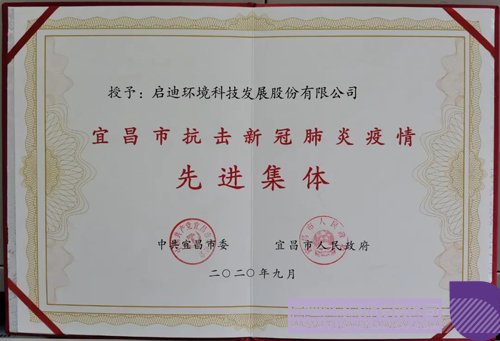 授予：启迪环境科技发展股份有限公司
宜昌市抗击新冠肺炎疫情
先进集体
中共宜昌市委 宜昌市人民政府
二〇二〇年九月